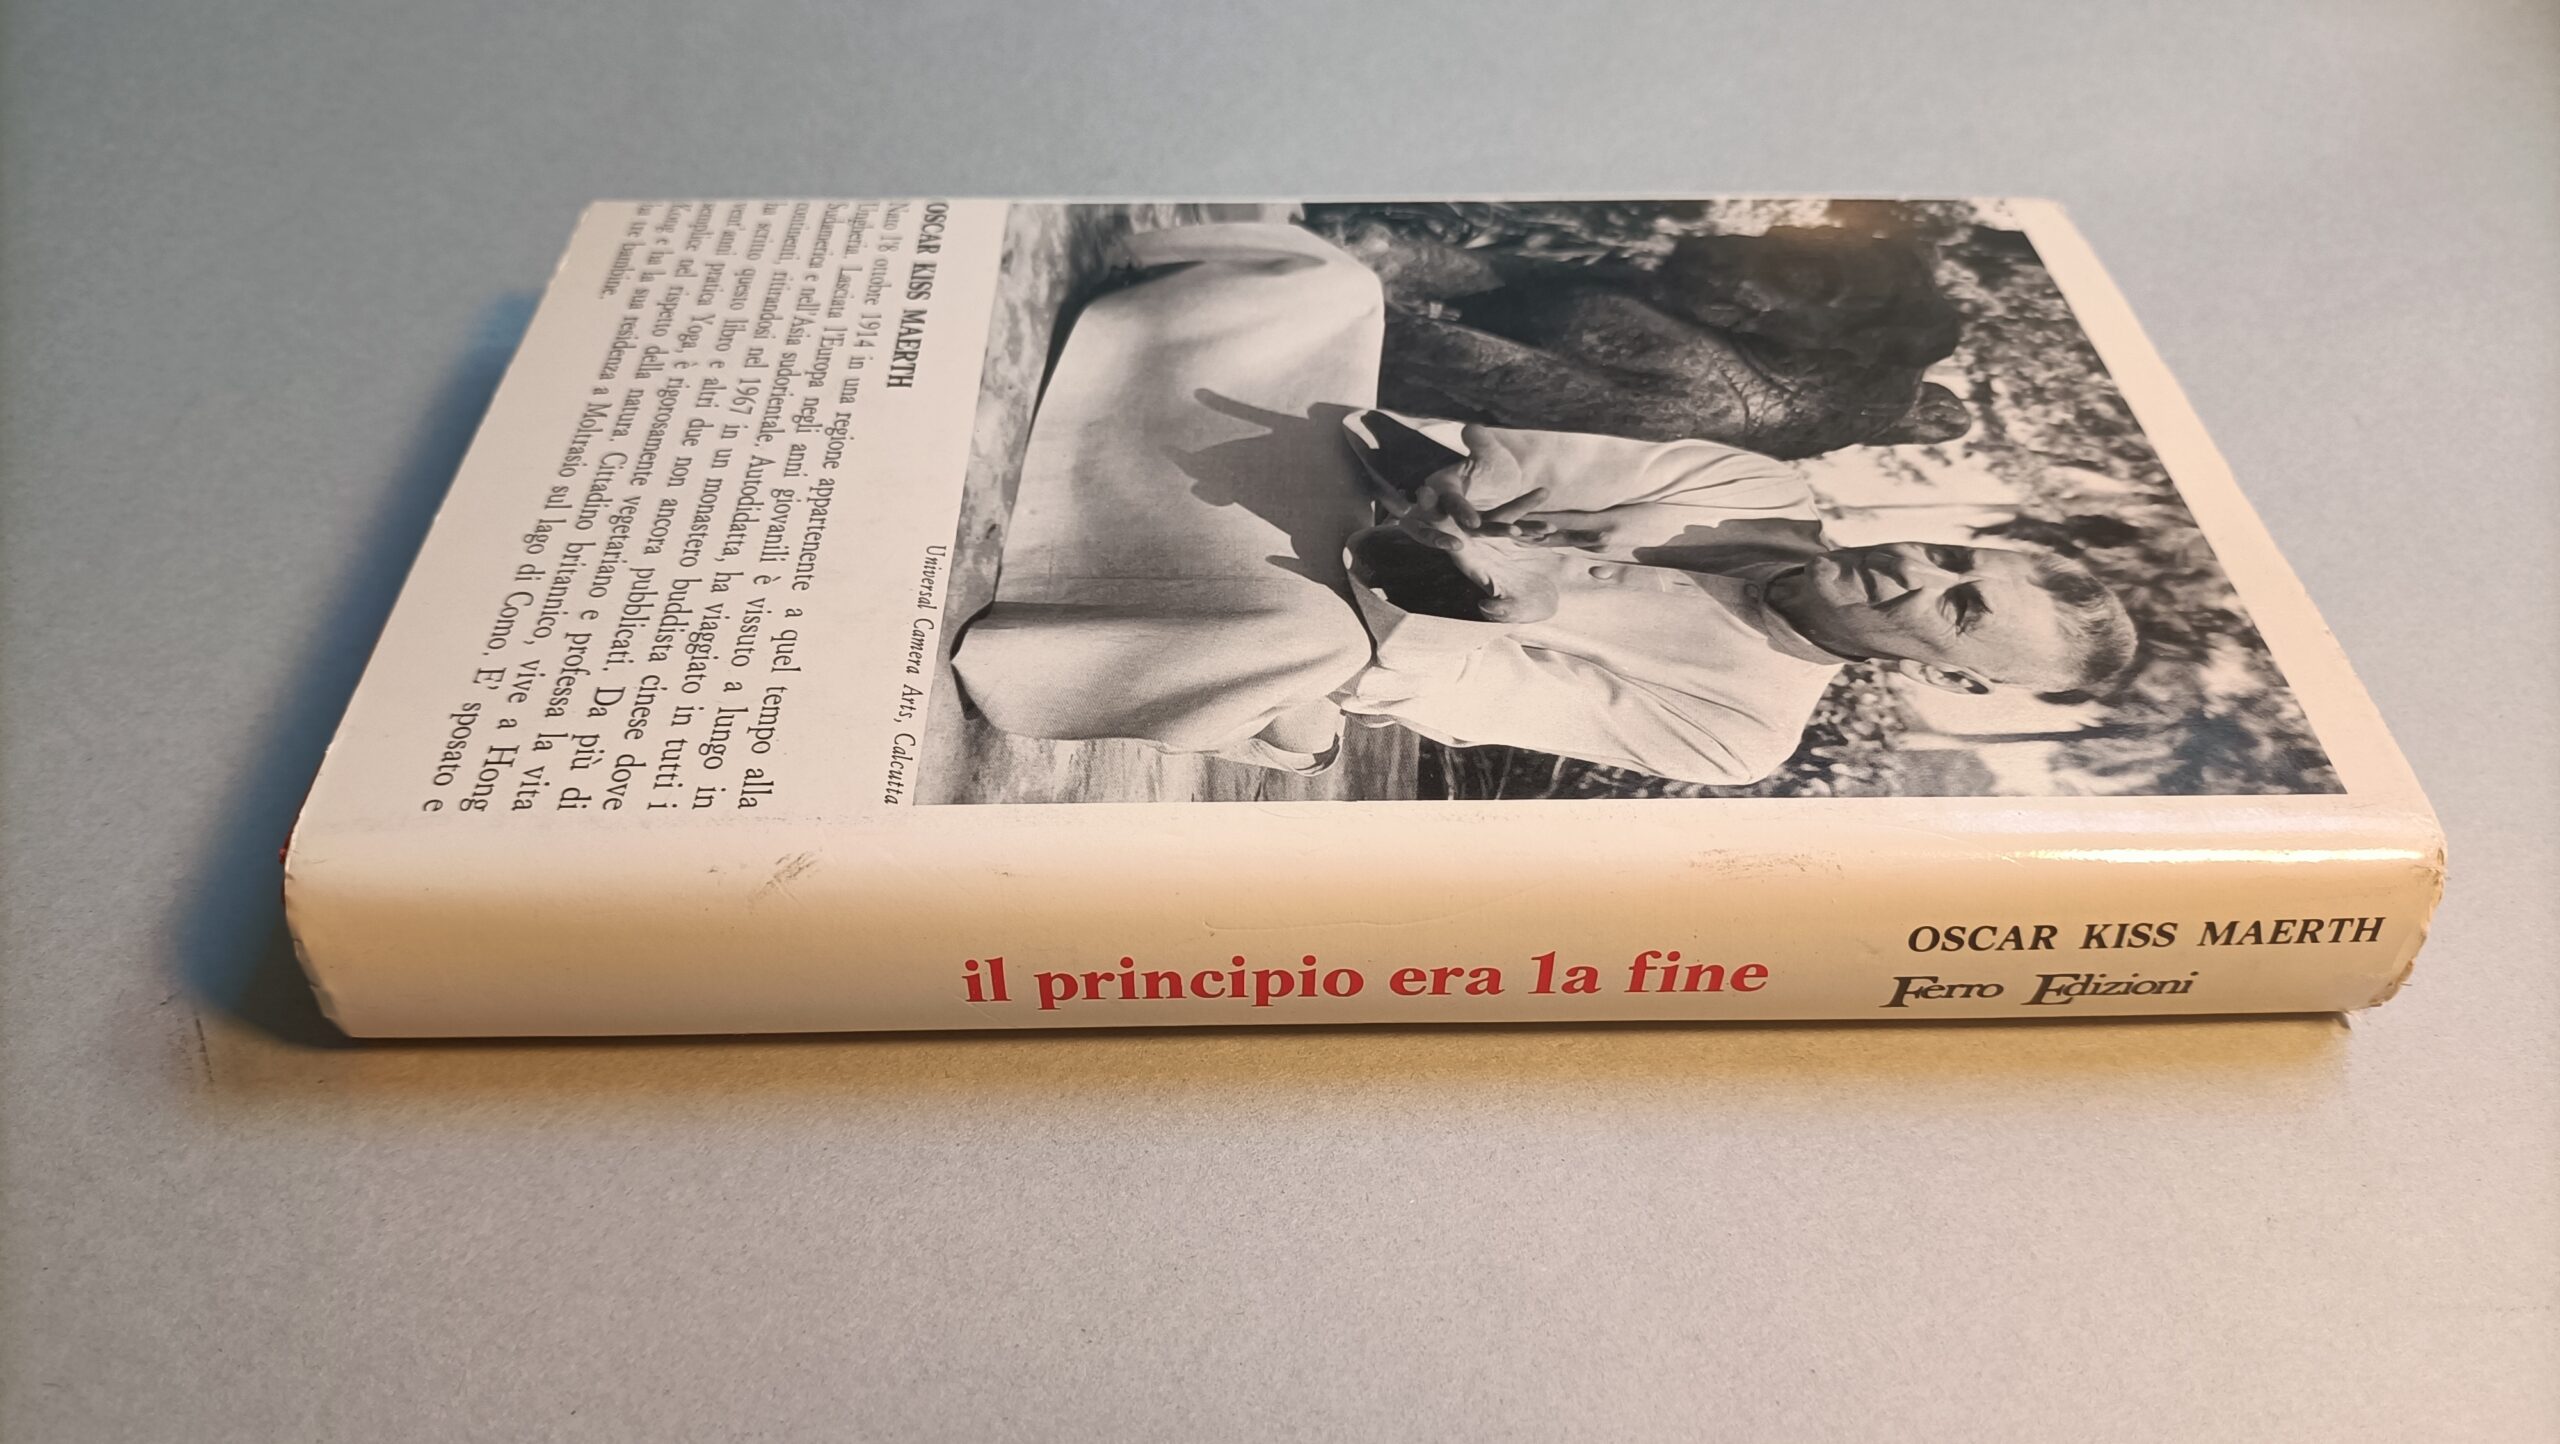 OSCAR KISS MAERTH
Ferro Edizioni
il principio era la fine
Universal Camera Arts, Calcutta
OSCAR KISS MAERTH
Nato l'8 ottobre 1914 in una regione appartenente a quel tempo alla
Ungheria. Lasciata l'Europa negli anni giovanili è vissuto a lungo in
Sudamerica e nell'Asia sudorientale. Autodidatta, ha viaggiato in tutti i
continenti, ritirandosi nel 1967 in un monastero buddista cinese dove
ha scritto questo libro e altri due non ancora pubblicati. Da più di
vent'anni pratica Yoga, è rigorosamente vegetariano e professa la vita
semplice nel rispetto della natura. Cittadino britannico, vive a Hong
Kong e ha la sua residenza a Moltrasio sul lago di Como. E' sposato e
ha tre bambine.